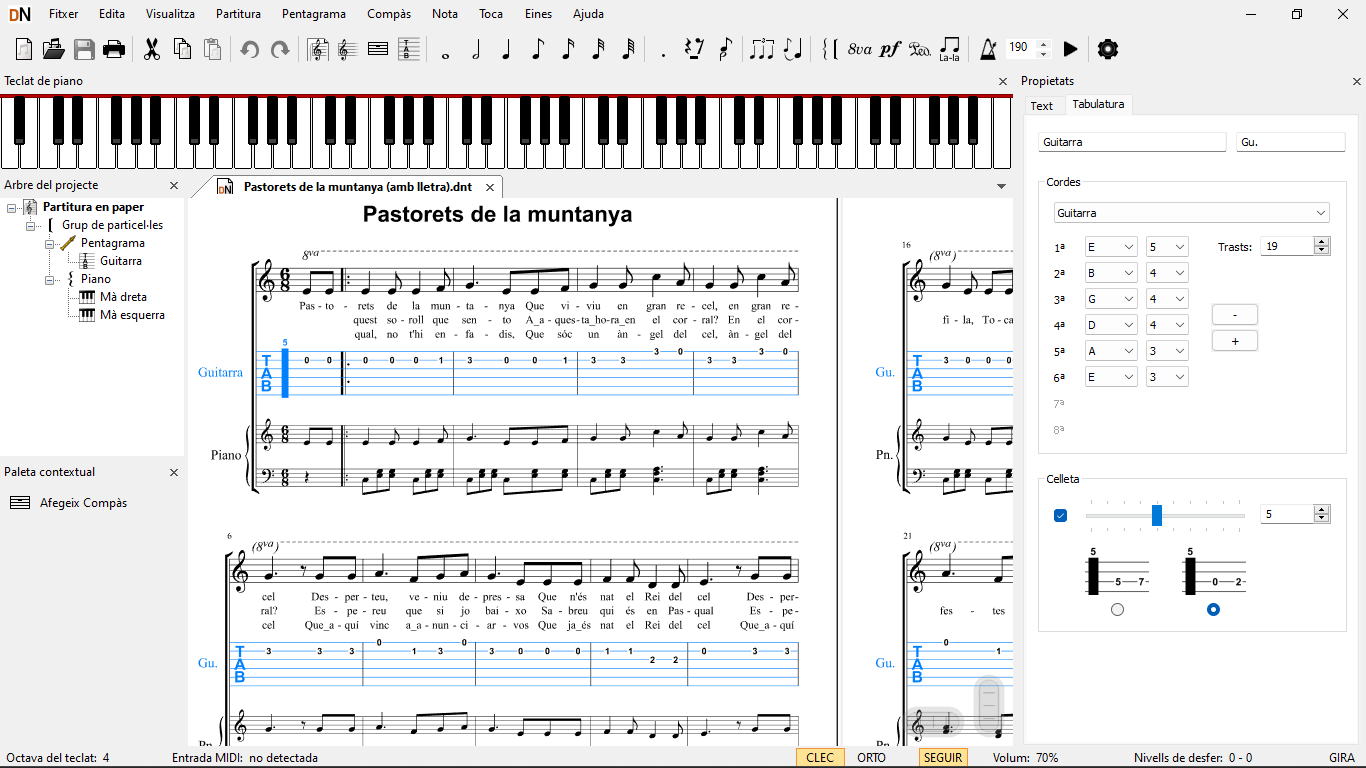 DN Fitxer Edita Visualitza Partitura Pentagrama Compàs Nota Toca Eines Ajuda
8va pf Ped. La-la 190
Teclat de piano
Arbre del projecte
Partitura en paper
Grup de particel·les
Pentagrama
Guitarra
Piano
Mà dreta
Mà esquerra
Paleta contextual
Afegeix Compàs
DN Pastorets de la muntanya (amb lletra).dnt
Pastorets de la muntanya
8va
6 8
Pas - to - rets de la mun - ta - nya Que vi - viu en gran re - cel, en gran re -
quest so - roll que sen - to A_a - ques - ta_ho - ra_en el cor - ral? En el cor -
qual, no t'hi en - fa - dis, Que sóc un àn - gel del cel, àn - gel del
5
Guitarra TAB 0 0 0 0 0 1 3 0 0 1 3 3 3 0 3 3 3 0
Piano 6 8
6 8
6
(8va)
cel Des - per - teu, ve - niu de - pres - sa Que n'és nat el Rei del cel Des - per-
ral? Es - pe - reu que si jo bai - xo Sa - breu qui és en Pas - qual Es - pe -
cel Que_a - quí vinc a_a - nun - ci - ar - vos Que ja_és nat el Rei del cel Que_a - quí
Gu. TAB 3 3 3 0 1 3 0 3 0 0 0 1 1 2 2 0 3 3
Pn.
16
(8va)
fi - la, To - ca
Gu. TAB 3 0 0 0
Pn.
21
(8va)
fes - tes
Gu. TAB 0 1
Pn.
Propietats
Text Tabulatura
Guitarra Gu.
Cordes
Guitarra
1ª E 5 Trasts: 19
2ª B 4
3ª G 4
4ª D 4 -
5ª A 3 +
6ª E 3
7ª
8ª
Celleta
5
5 5 7
5 0 2
Octava del teclat: 4 Entrada MIDI: no detectada CLEC ORTO SEGUIR Volum: 70% Nivells de desfer: 0 - 0 GIRA